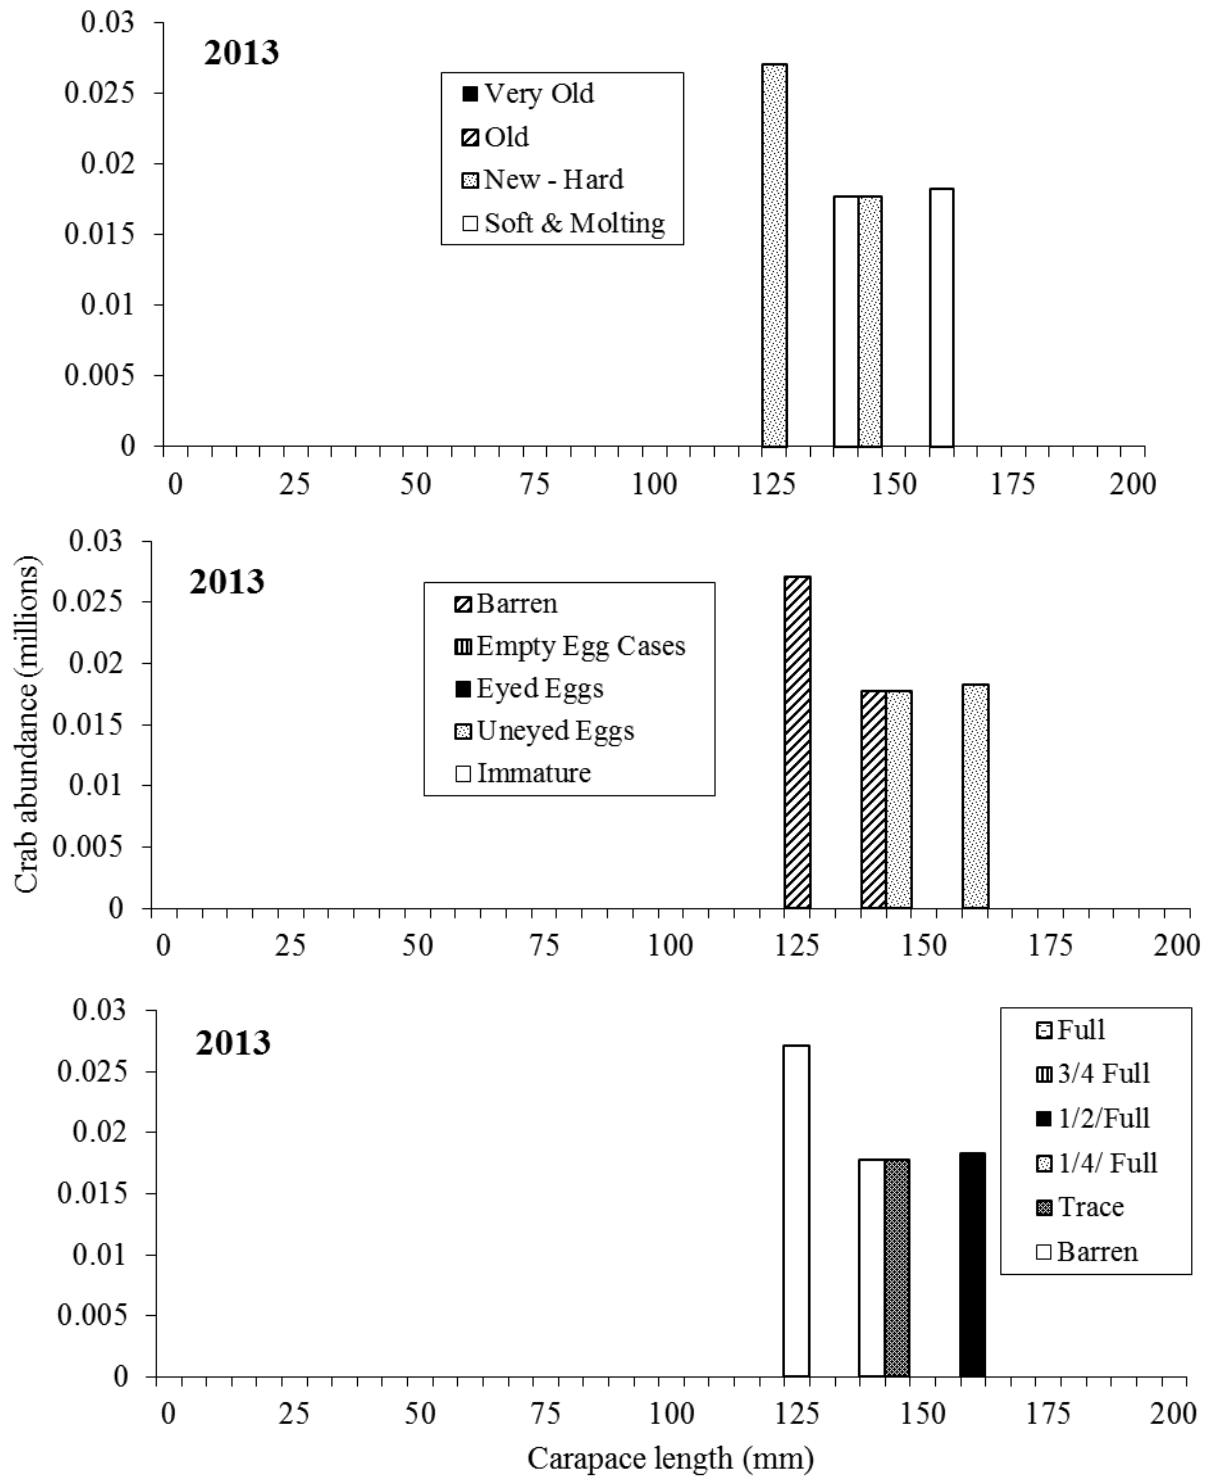 0.03
2013
0.025
0.02
0.015
0.01
0.005
0
Very Old
Old
New - Hard
Soft & Molting
0 25 50 75 100 125 150 175 200
Crab abundance (millions)
0.03
2013
0.025
0.02
0.015
0.01
0.005
0
Barren
Empty Egg Cases
Eyed Eggs
Uneyed Eggs
Immature
0 25 50 75 100 125 150 175 200
0.03
2013
0.025
0.02
0.015
0.01
0.005
0
Full
3/4 Full
1/2/Full
1/4/ Full
Trace
Barren
0 25 50 75 100 125 150 175 200
Carapace length (mm)